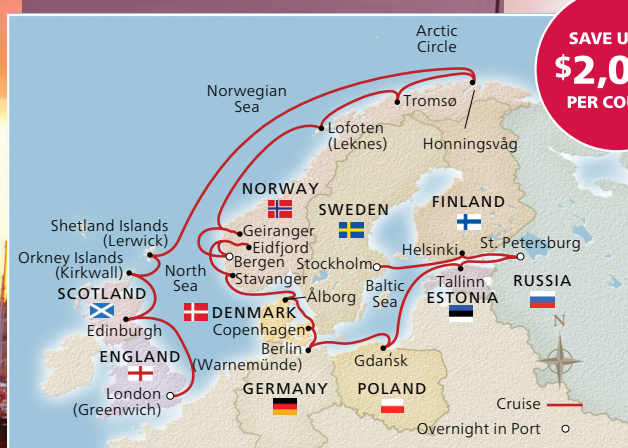 Arctic
Circle
SAVE U
$2,0
PER COU
Norwegian
Sea
Tromsø
Lofoten
(Leknes)
Honningsvåg
NORWAY
SWEDEN
FINLAND
Shetland Islands
(Lerwick)
Geiranger
Eidfjord
Bergen
Stavanger
Helsinki
St. Petersburg
Stockholm
Orkney Islands
(Kirkwall)
North
Sea
Baltic
Sea
Tallinn
ESTONIA
RUSSIA
SCOTLAND
Edinburgh
DENMARK
Ålborg
Copenhagen
N
ENGLAND
Berlin
(Warnemünde)
Gdańsk
London
(Greenwich)
GERMANY
POLAND
Cruise
Overnight in Port